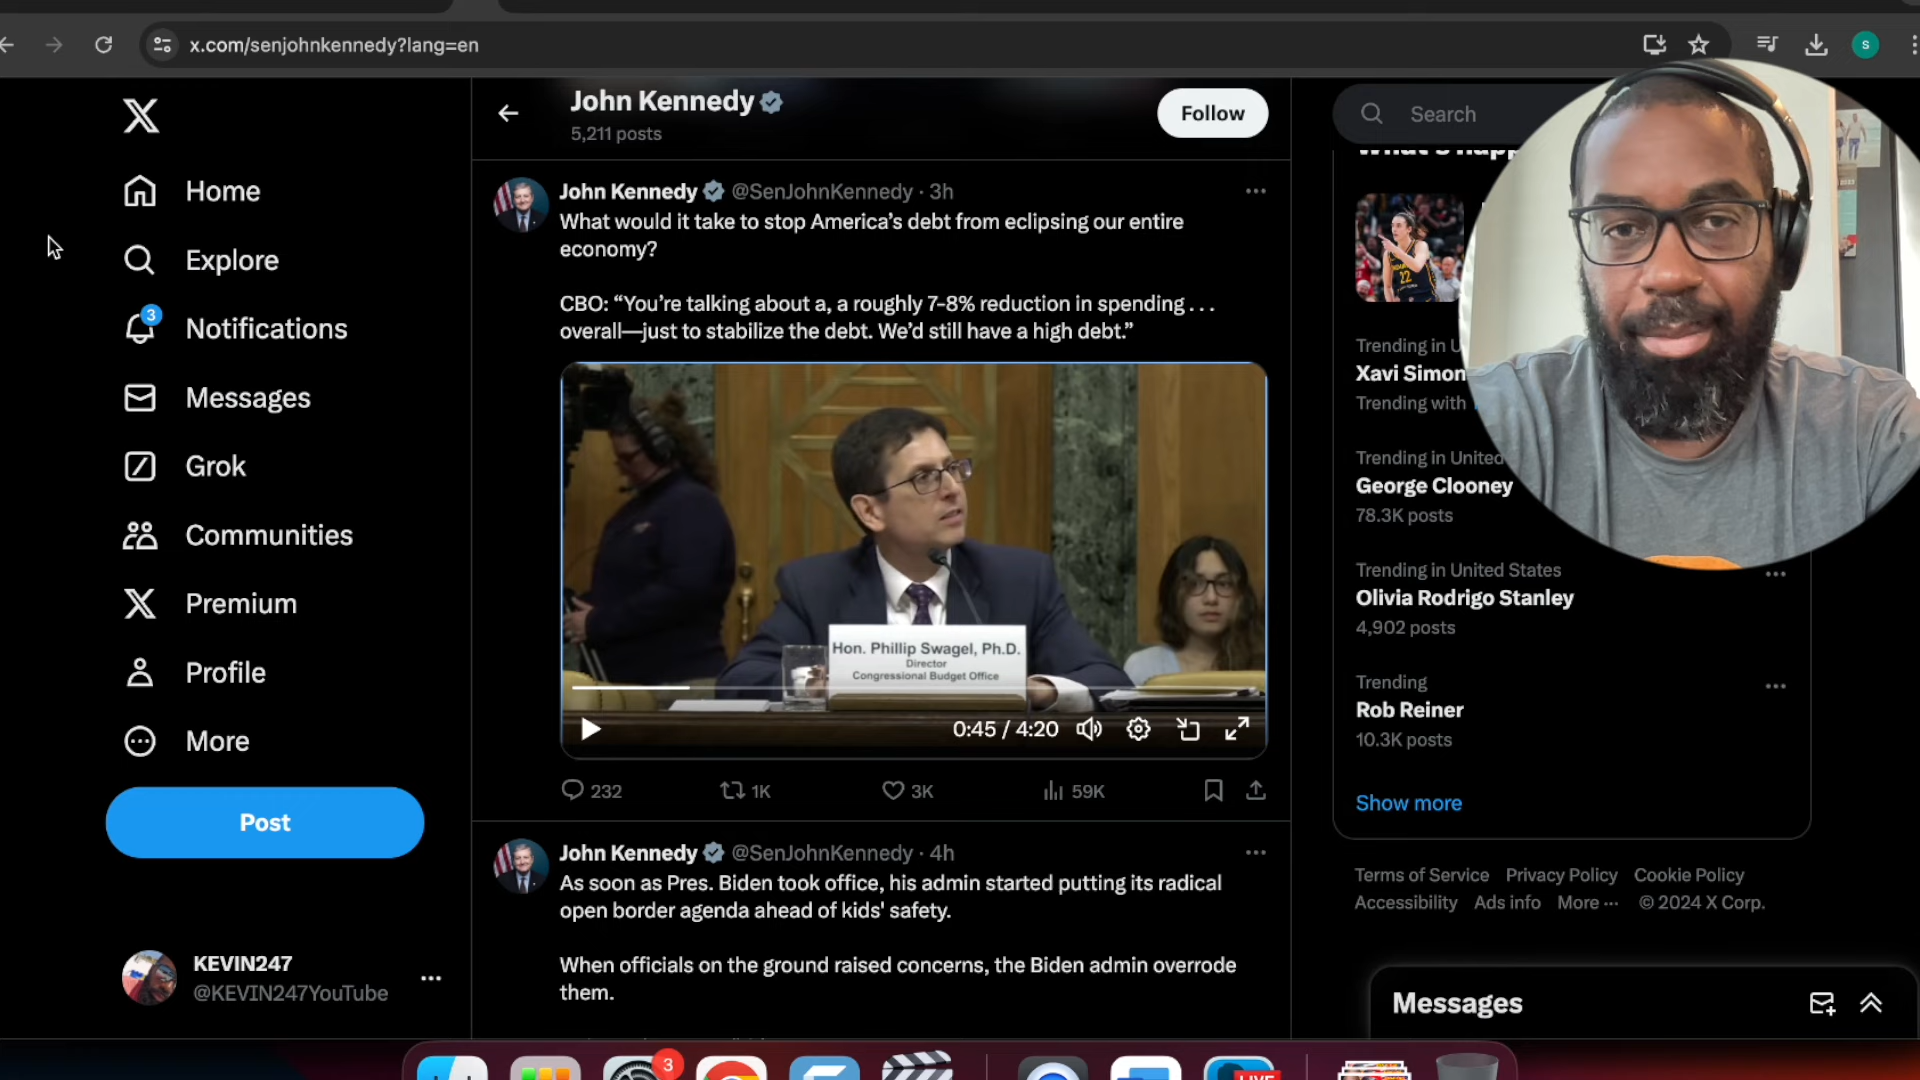 x.com/senjohnkennedy?lang=en
S
Home
Explore
3
Notifications
Messages
Grok
Communities
Premium
Profile
More
Post
KEVIN247
@KEVIN247YouTube
John Kennedy
5,211 posts
Follow
John Kennedy @SenJohnKennedy · 3h
What would it take to stop America’s debt from eclipsing our entire
economy?
CBO: “You’re talking about a, a roughly 7-8% reduction in spending . . .
overall—just to stabilize the debt. We’d still have a high debt.”
Hon. Phillip Swagel, Ph.D.
Director
Congressional Budget Office
0:45 / 4:20
232 1K 3K 59K
John Kennedy @SenJohnKennedy · 4h
As soon as Pres. Biden took office, his admin started putting its radical
open border agenda ahead of kids' safety.
When officials on the ground raised concerns, the Biden admin overrode
them.
Search
22
Trending in U
Xavi Simon
Trending with
Trending in United
George Clooney
78.3K posts
Trending in United States
Olivia Rodrigo Stanley
4,902 posts
Trending
Rob Reiner
10.3K posts
Show more
Terms of Service Privacy Policy Cookie Policy
Accessibility Ads info More ··· © 2024 X Corp.
Messages
3
LIVE